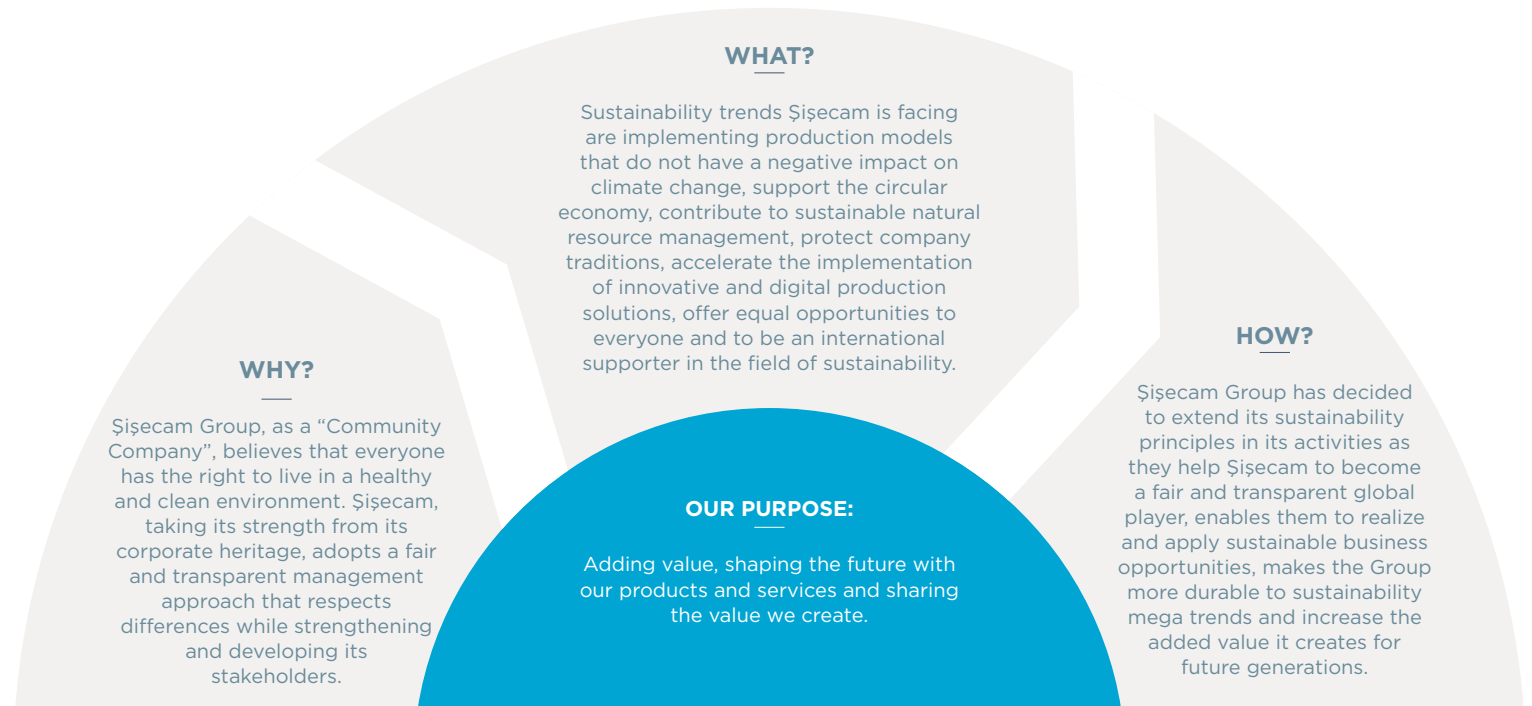 WHAT?
Sustainability trends Şişecam is facing
are implementing production models
that do not have a negative impact on
climate change, support the circular
economy, contribute to sustainable natural
resource management, protect company
traditions, accelerate the implementation
of innovative and digital production
solutions, offer equal opportunities to
everyone and to be an international
supporter in the field of sustainability.
WHY?
Şişecam Group, as a “Community
Company”, believes that everyone
has the right to live in a healthy
and clean environment. Şişecam,
taking its strength from its
corporate heritage, adopts a fair
and transparent management
approach that respects
differences while strengthening
and developing its
stakeholders.
HOW?
Şişecam Group has decided
to extend its sustainability
principles in its activities as
they help Şişecam to become
a fair and transparent global
player, enables them to realize
and apply sustainable business
opportunities, makes the Group
more durable to sustainability
mega trends and increase the
added value it creates for
future generations.
OUR PURPOSE:
Adding value, shaping the future with
our products and services and sharing
the value we create.